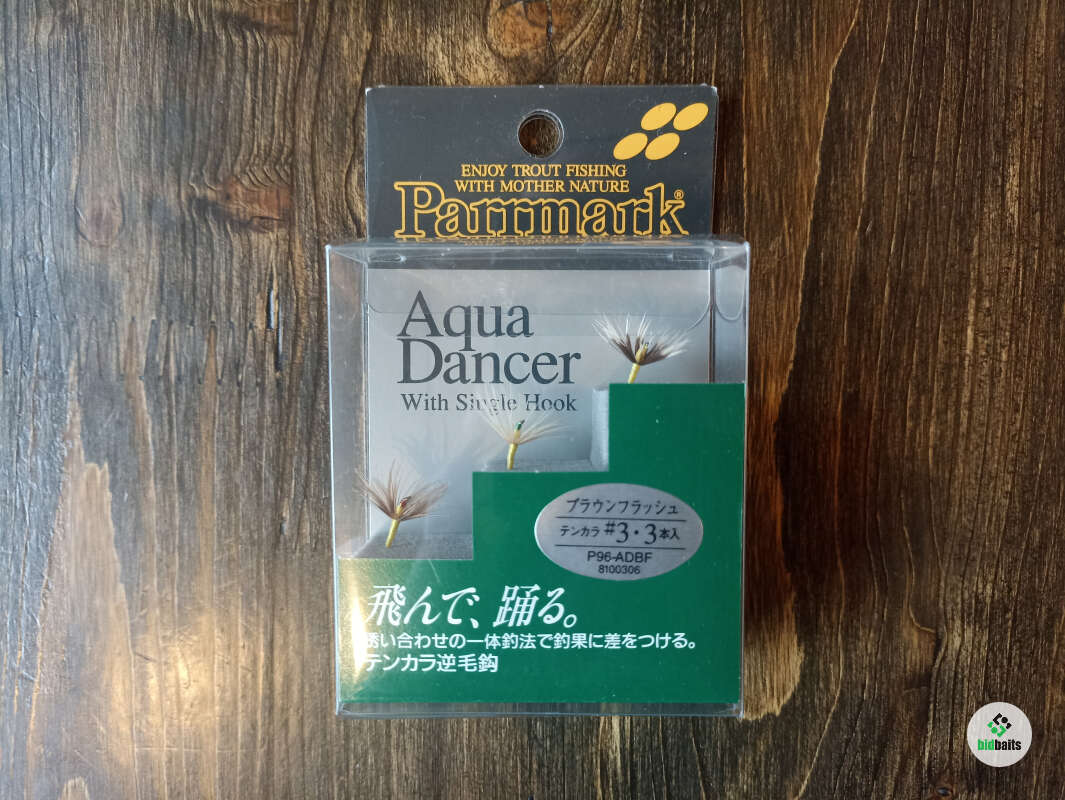 ENJOY TROUT FISHING
WITH MOTHER NATURE
Parrmark®
Aqua
Dancer
With Single Hook
ブラウンフラッシュ
テンカラ #3・3本入
P96-ADBF
8100306
飛んで、踊る。
誘い合わせの一体釣法で釣果に差をつける。
テンカラ逆毛鈎
bidbaits